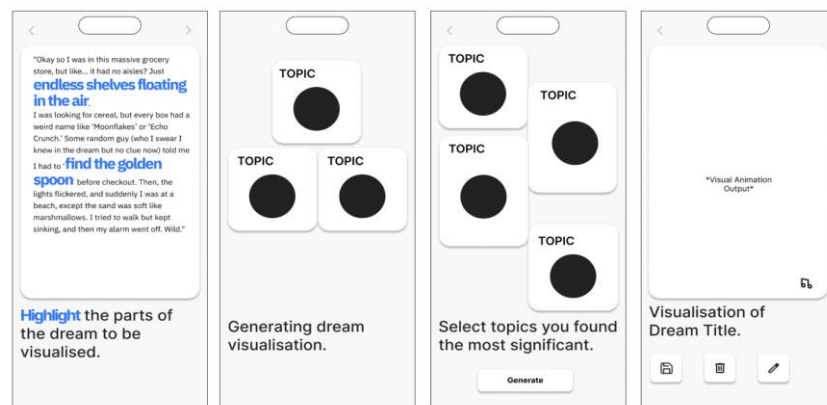 "Okay so I was in this massive grocery
store, but like... it had no aisles? Just
endless shelves floating
in the air.
I was looking for cereal, but every box had a
weird name like 'Moonflakes' or 'Echo
Crunch.' Some random guy (who I swear I
knew in the dream but no clue now) told me
I had to 'find the golden
spoon' before checkout. Then, the
lights flickered, and suddenly I was at a
beach, except the sand was soft like
marshmallows. I tried to walk but kept
sinking, and then my alarm went off. Wild."
Highlight the parts of
the dream to be
visualised.
TOPIC
TOPIC
TOPIC
Generating dream
visualisation.
TOPIC
TOPIC
TOPIC
TOPIC
Select topics you found
the most significant.
Generate
*Visual Animation
Output*
Visualisation of
Dream Title.